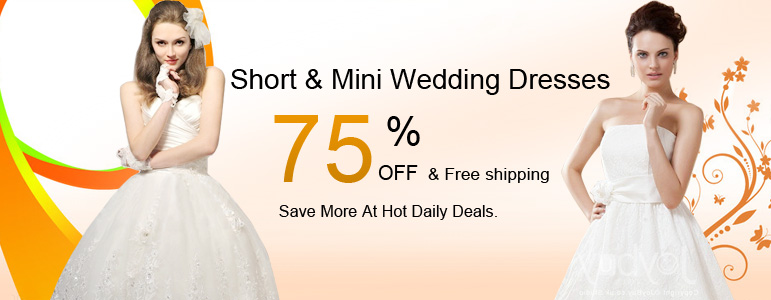 Short & Mini Wedding Dresses
75 %
OFF & Free shipping
Save More At Hot Daily Deals.